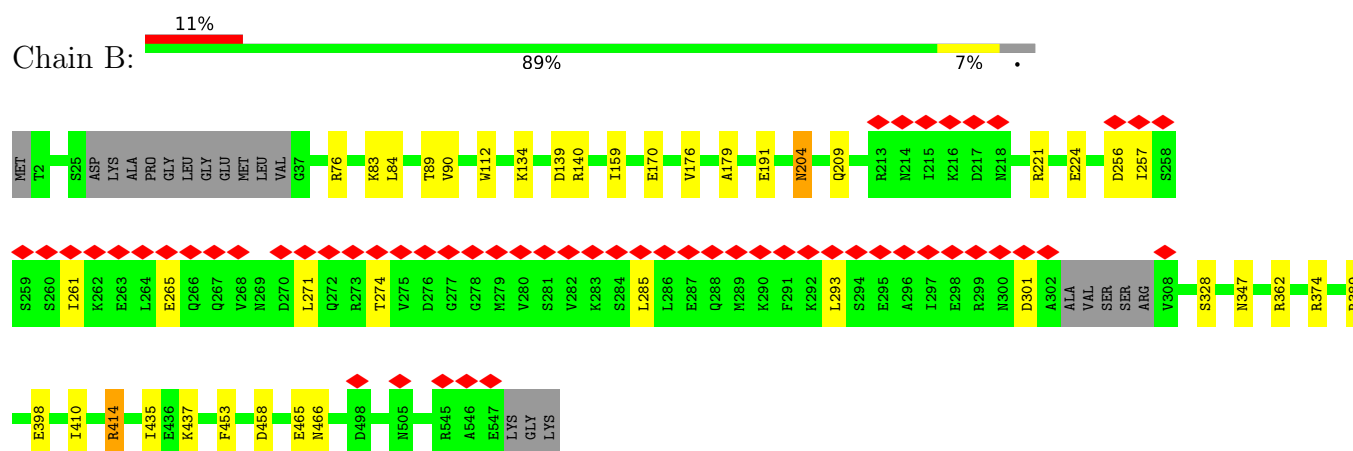 11%
Chain B:
89% 7% •
MET T2 S25 ASP LYS ALA PRO GLY LEU GLY GLU MET LEU VAL G37 R76 K83 L84 T89 V90 W112 K134 D139 R140 I159 E170 V176 A179 E191 N204 Q209 R213 N214 I215 K216 D217 N218 R221 E224 D256 I257 S258
S259 S260 I261 K262 E263 L264 E265 Q266 Q267 V268 N269 D270 L271 Q272 R273 T274 V275 D276 G277 G278 M279 V280 S281 V282 K283 S284 L285 L286 E287 Q288 M289 K290 F291 K292 L293 S294 E295 A296 I297 E298 R299 N300 D301 A302 ALA VAL SER SER ARG V308 S328 N347 R362 R374
E398 I410 R414 I435 E436 K437 F453 D458 E465 N466 D498 N505 R545 A546 E547 LYS GLY LYS